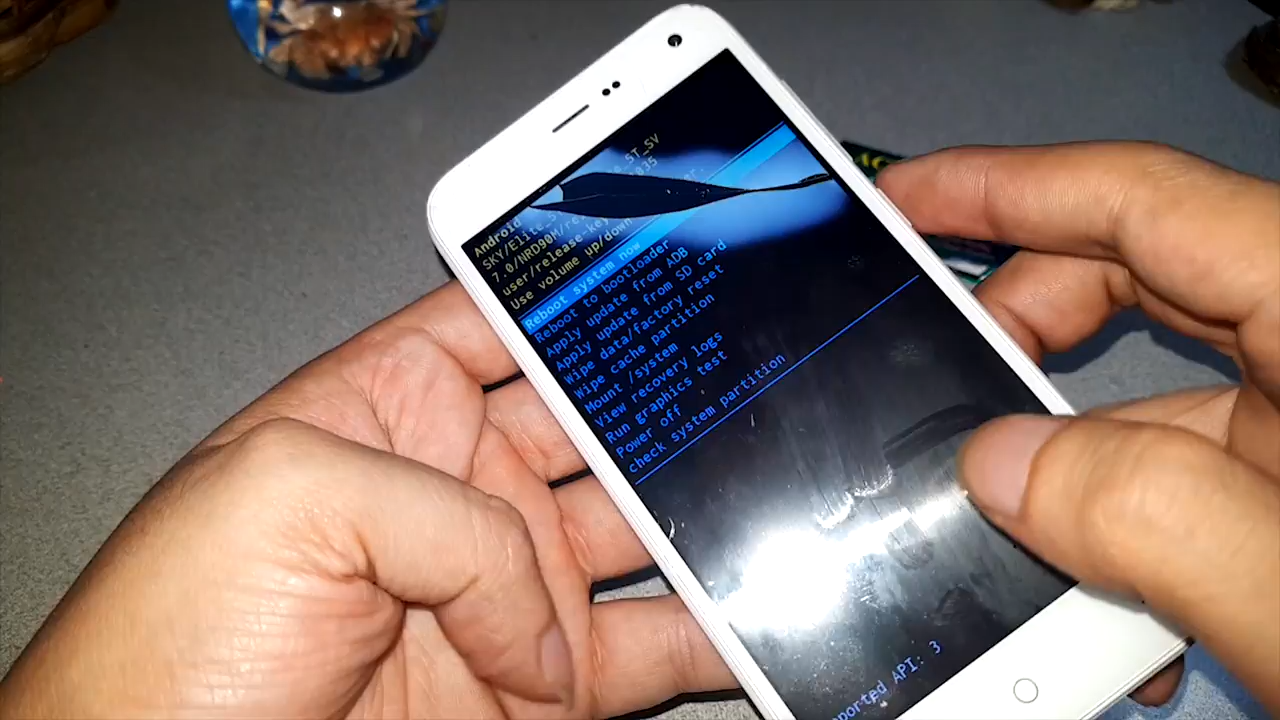 Android
SKY/Elite_5
7.0/NRD90M/re
user/release-key
Use volume up/down
Reboot system now
Reboot to bootloader
Apply update from ADB
Apply update from SD card
Wipe data/factory reset
Wipe cache partition
Mount /system
View recovery logs
Run graphics test
Power off
check system partition
API: 3